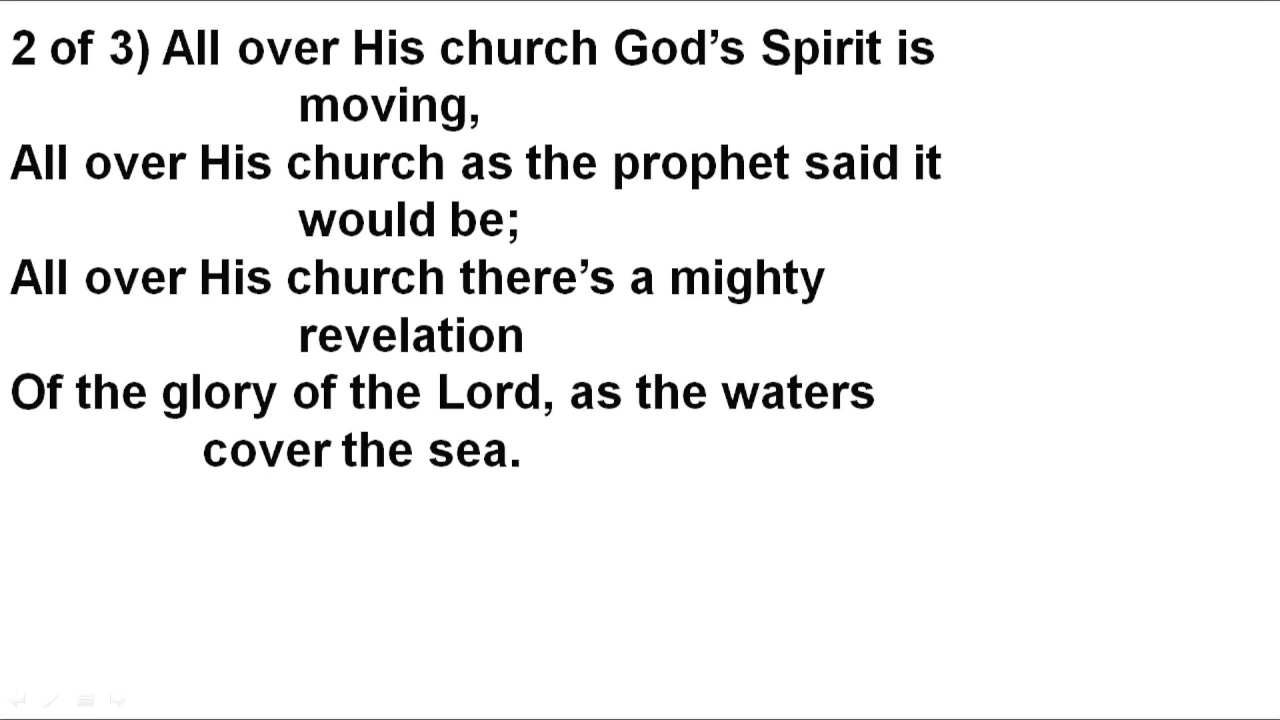 2 of 3) All over His church God’s Spirit is
moving,
All over His church as the prophet said it
would be;
All over His church there’s a mighty
revelation
Of the glory of the Lord, as the waters
cover the sea.